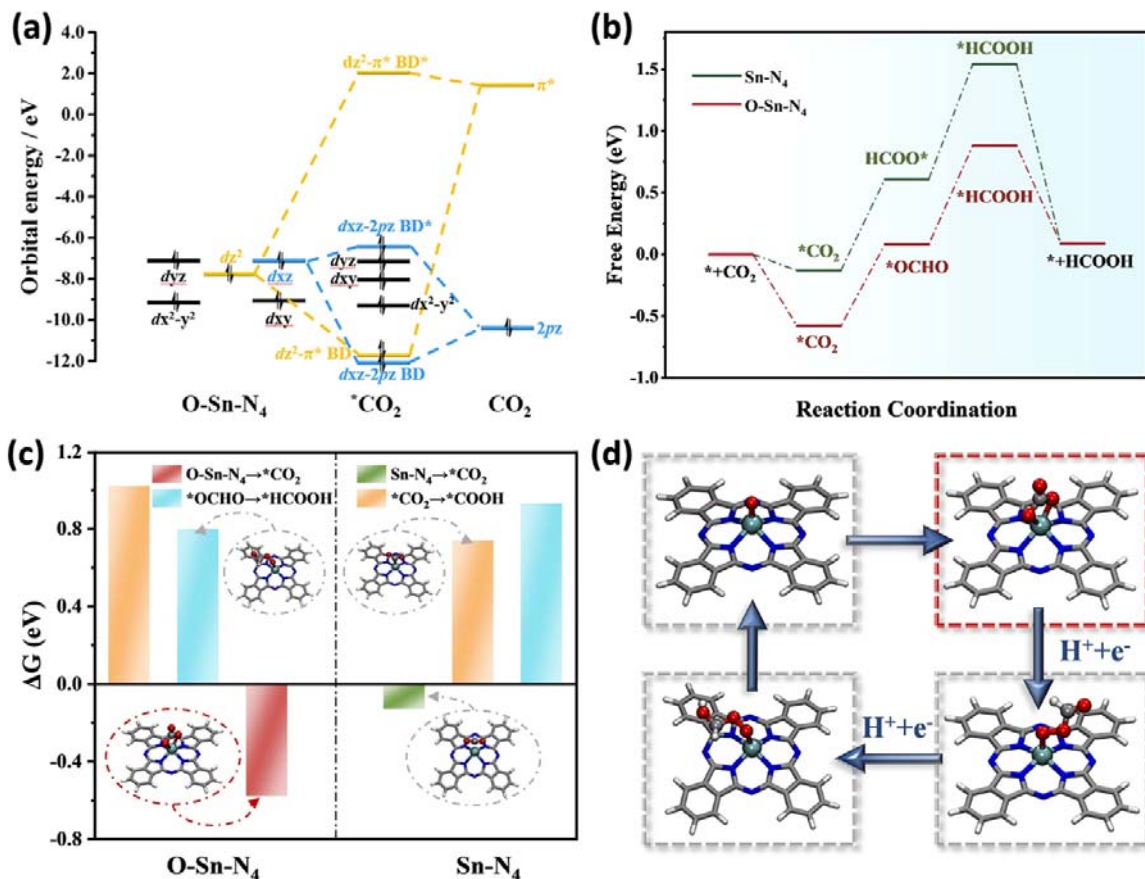 (a)
Orbital energy / eV
4.0
2.0
0.0
-2.0
-4.0
-6.0
-8.0
-10.0
-12.0
dz²-π* BD*
π*
dxz-2pz BD*
dyz
dz²
dxz
dyz
dxy
dx²-y²
dxy
dx²-y²
2pz
dz²-π* BD
dxz-2pz BD
O-Sn-N₄
*CO₂
CO₂
(b)
Free Energy (eV)
1.5
1.0
0.5
0.0
-0.5
-1.0
Sn-N₄
O-Sn-N₄
*HCOOH
HCOO*
*HCOOH
*+CO₂
*CO₂
*OCHO
*+HCOOH
*CO₂
Reaction Coordination
(c)
ΔG (eV)
1.2
0.8
0.4
0.0
-0.4
-0.8
O-Sn-N₄→*CO₂
*OCHO→*HCOOH
Sn-N₄→*CO₂
*CO₂→*COOH
O-Sn-N₄
Sn-N₄
(d)
H⁺+e⁻
H⁺+e⁻